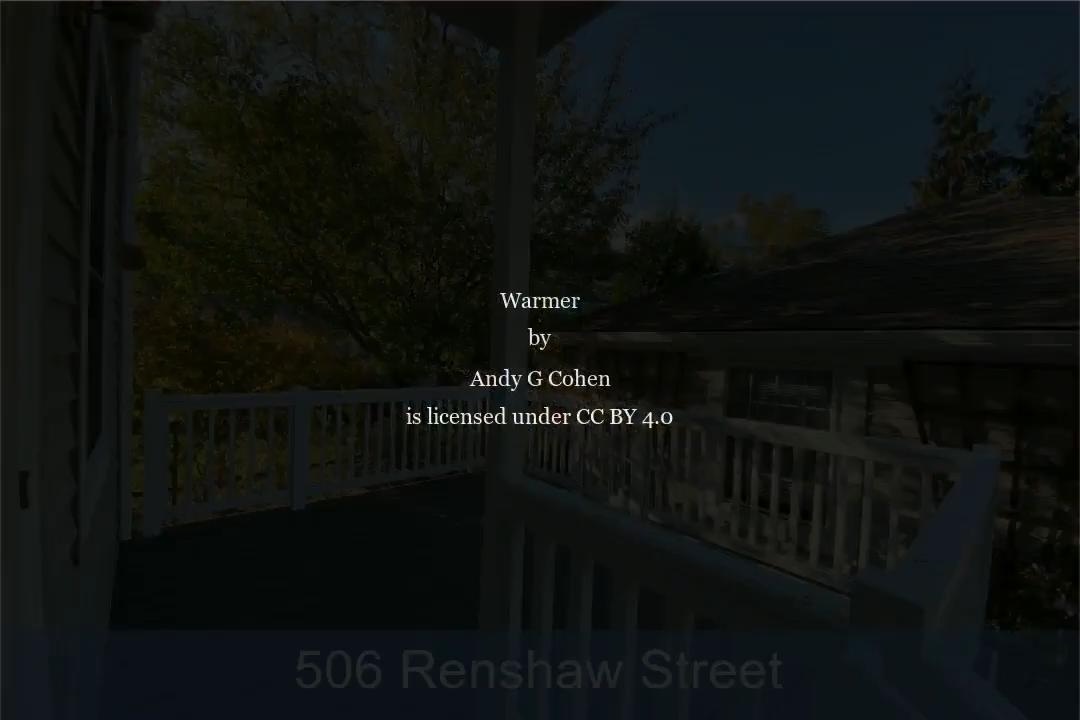 Warmer
by
Andy G Cohen
is licensed under CC BY 4.0
506 Renshaw Street